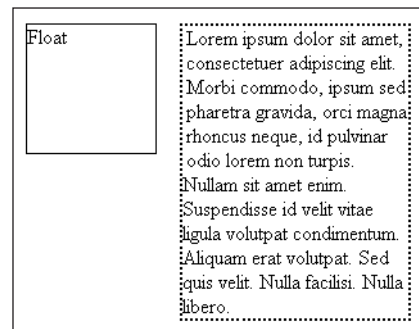 Float
Lorem ipsum dolor sit amet,
consectetuer adipiscing elit.
Morbi commodo, ipsum sed
pharetra gravida, orci magna
rhoncus neque, id pulvinar
odio lorem non turpis.
Nullam sit amet enim.
Suspendisse id velit vitae
ligula volutpat condimentum.
Aliquam erat volutpat. Sed
quis velit. Nulla facilisi. Nulla
libero.